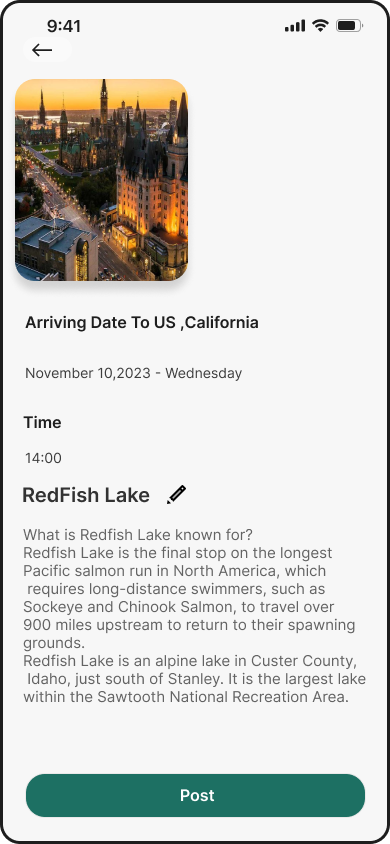 9:41
Arriving Date To US ,California
November 10,2023 - Wednesday
Time
14:00
RedFish Lake
What is Redfish Lake known for?
Redfish Lake is the final stop on the longest
Pacific salmon run in North America, which
requires long-distance swimmers, such as
Sockeye and Chinook Salmon, to travel over
900 miles upstream to return to their spawning
grounds.
Redfish Lake is an alpine lake in Custer County,
Idaho, just south of Stanley. It is the largest lake
within the Sawtooth National Recreation Area.
Post